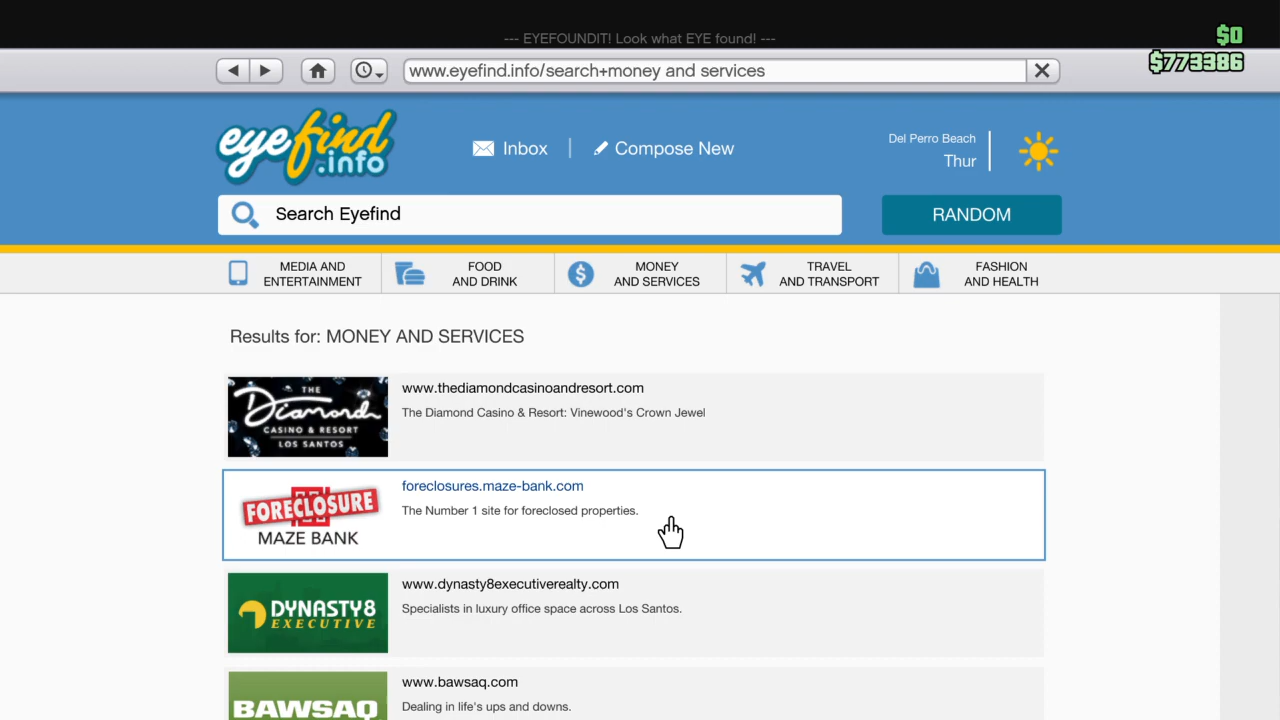 --- EYEFOUNDIT! Look what EYE found! ---
$0
$773386
www.eyefind.info/search+money and services
eyefind
.info
Inbox
Compose New
Del Perro Beach
Thur
Search Eyefind
RANDOM
MEDIA AND
ENTERTAINMENT
FOOD
AND DRINK
MONEY
AND SERVICES
TRAVEL
AND TRANSPORT
FASHION
AND HEALTH
Results for: MONEY AND SERVICES
THE
Diamond
CASINO & RESORT
LOS SANTOS
www.thediamondcasinoandresort.com
The Diamond Casino & Resort: Vinewood's Crown Jewel
FORECLOSURE
MAZE BANK
foreclosures.maze-bank.com
The Number 1 site for foreclosed properties.
DYNASTY8
EXECUTIVE
www.dynasty8executiverealty.com
Specialists in luxury office space across Los Santos.
BAWSAQ
www.bawsaq.com
Dealing in life's ups and downs.